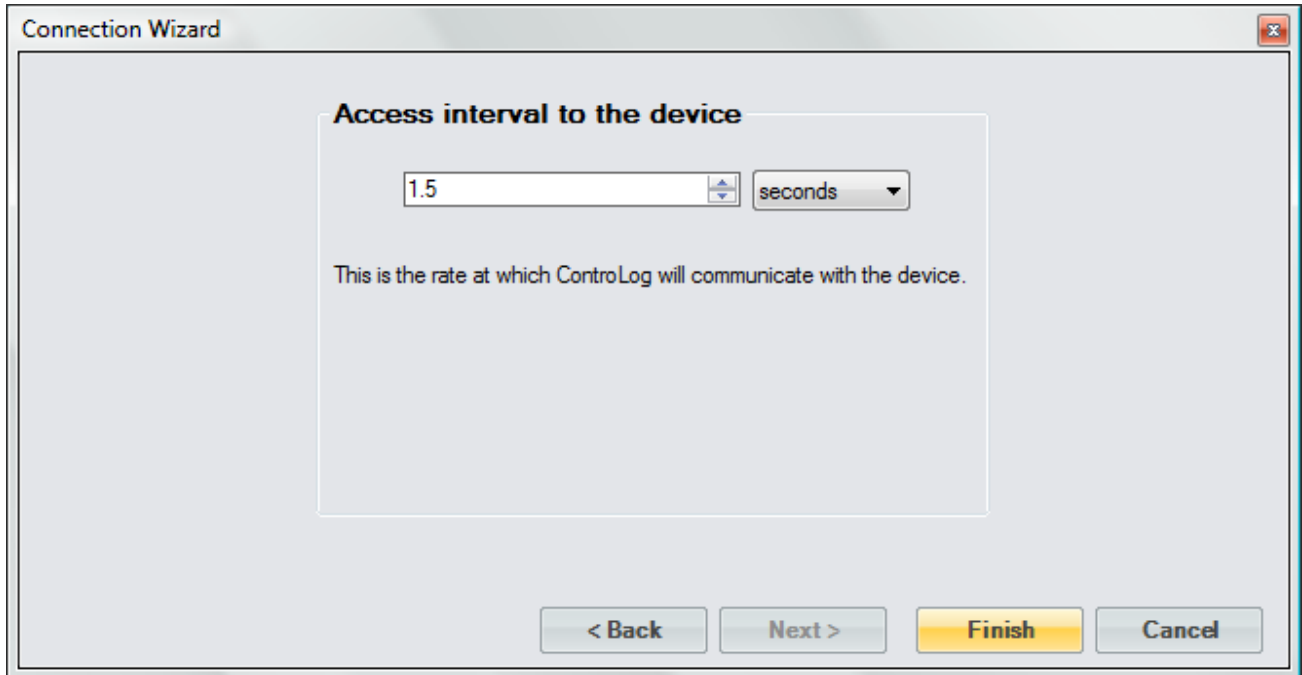 Connection Wizard
Access interval to the device
1.5
seconds
This is the rate at which ControLog will communicate with the device.
< Back
Next >
Finish
Cancel